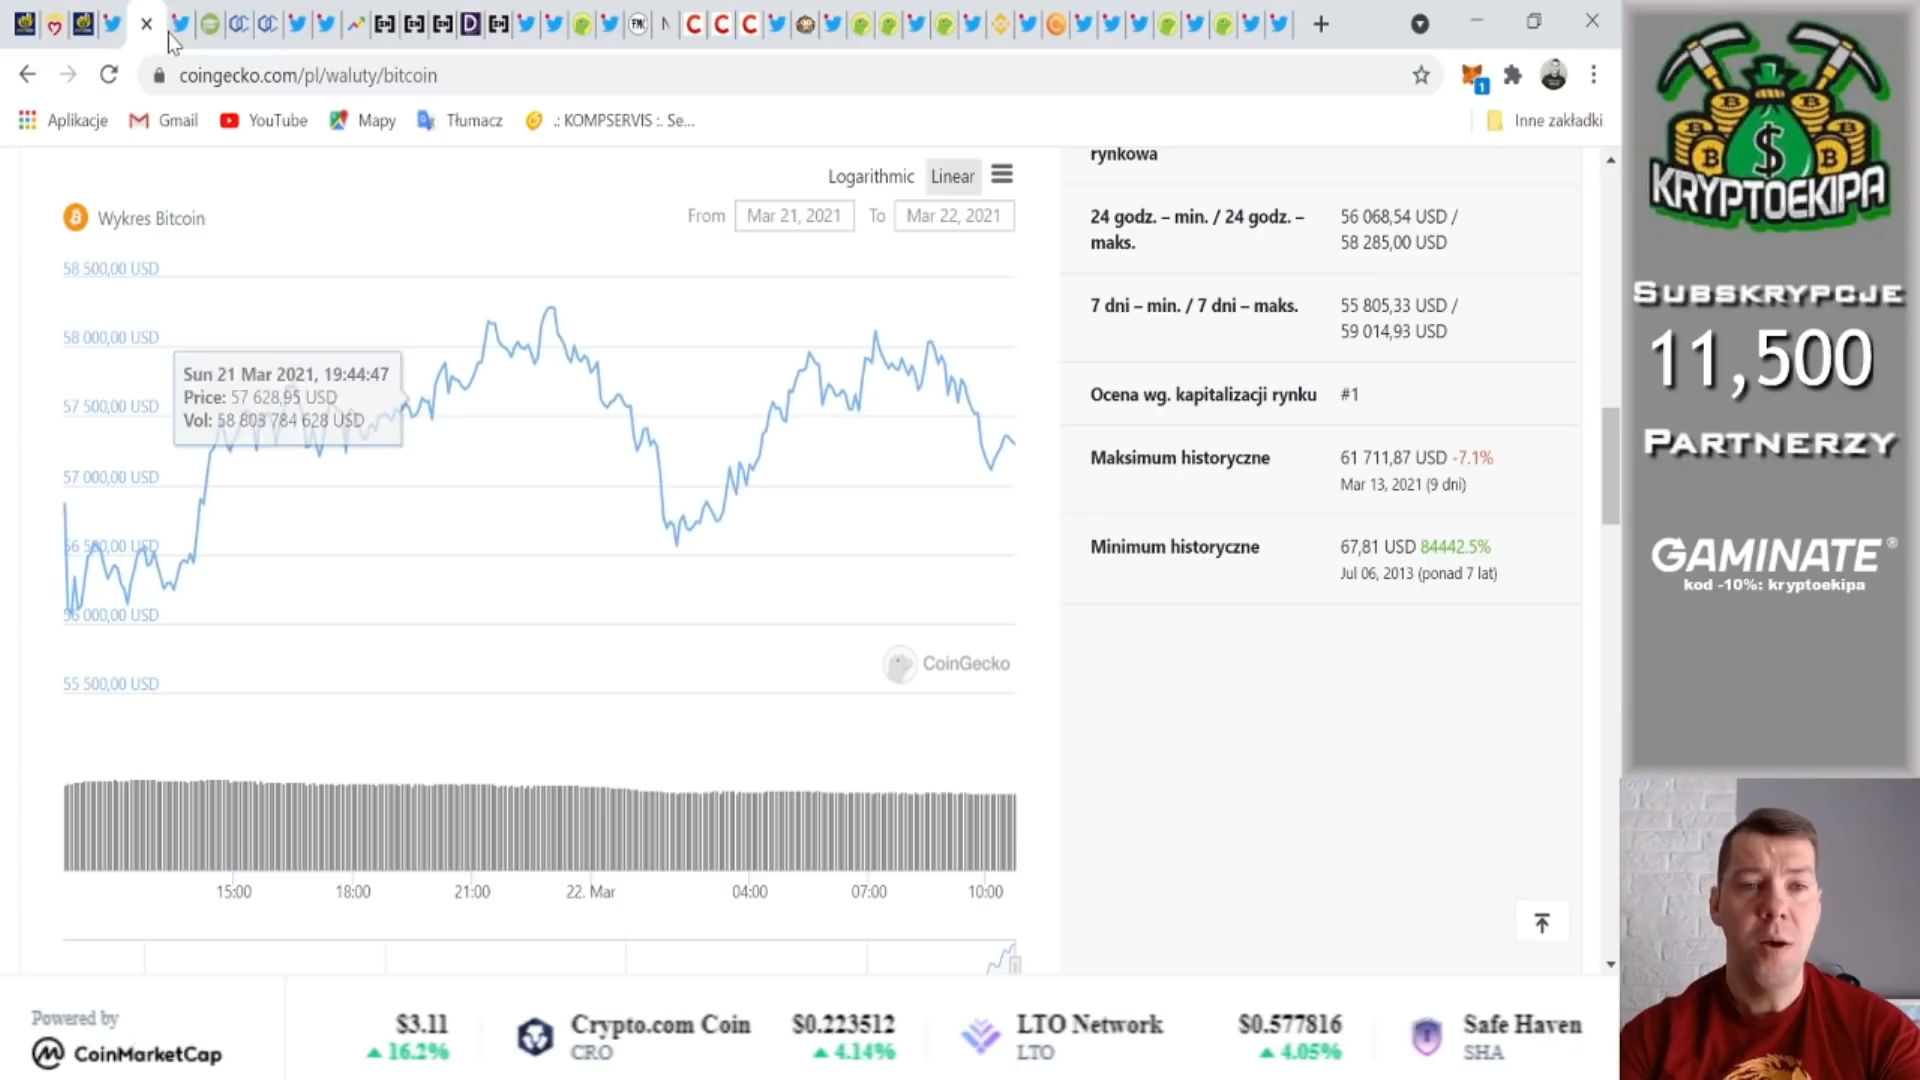 coingecko.com/pl/waluty/bitcoin
Aplikacje
Gmail
YouTube
Mapy
Tłumacz
.: KOMPSERVIS :. Se...
Inne zakładki
Logarithmic
Linear
Wykres Bitcoin
From
Mar 21, 2021
To
Mar 22, 2021
58 500,00 USD
58 000,00 USD
57 500,00 USD
57 000,00 USD
56 500,00 USD
56 000,00 USD
55 500,00 USD
Sun 21 Mar 2021, 19:44:47
Price: 57 628,95 USD
Vol: 58 803 784 628 USD
CoinGecko
15:00
18:00
21:00
22. Mar
04:00
07:00
10:00
rynkowa
24 godz. – min. / 24 godz. –
maks.
56 068,54 USD /
58 285,00 USD
7 dni – min. / 7 dni – maks.
55 805,33 USD /
59 014,93 USD
Ocena wg. kapitalizacji rynku
#1
Maksimum historyczne
61 711,87 USD -7.1%
Mar 13, 2021 (9 dni)
Minimum historyczne
67,81 USD 84442.5%
Jul 06, 2013 (ponad 7 lat)
KRYPTOEKIPA
SUBSKRYPCJE
11,500
PARTNERZY
GAMINATE®
kod -10%: kryptoekipa
Powered by
CoinMarketCap
$3.11
16.2%
Crypto.com Coin
CRO
$0.223512
4.14%
LTO Network
LTO
$0.577816
4.05%
Safe Haven
SHA